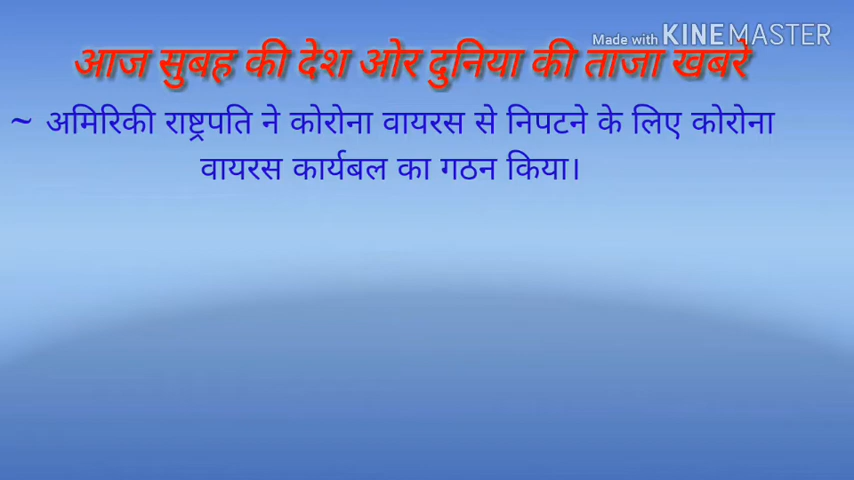 Made with KINEMASTER
आज सुबह की देश ओर दुनिया की ताजा खबरे
~ अमिरिकी राष्ट्रपति ने कोरोना वायरस से निपटने के लिए कोरोना
वायरस कार्यबल का गठन किया।